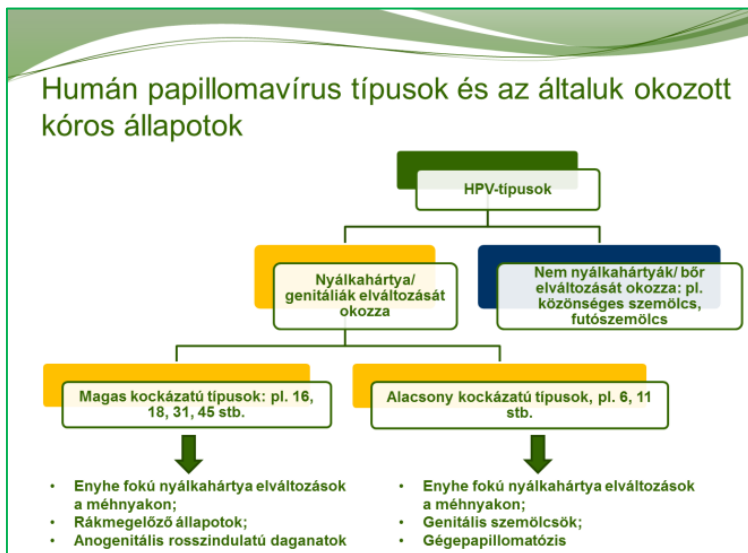 Humán papillomavírus típusok és az általuk okozott
kóros állapotok
HPV-típusok
Nyálkahártya/
genitáliák elváltozását
okozza
Nem nyálkahártyák/ bőr
elváltozását okozza: pl.
közönséges szemölcs,
futószemölcs
Magas kockázatú típusok: pl. 16,
18, 31, 45 stb.
Alacsony kockázatú típusok, pl. 6, 11
stb.
• Enyhe fokú nyálkahártya elváltozások
a méhnyakon;
• Rákmegelőző állapotok;
• Anogenitális rosszindulatú daganatok
• Enyhe fokú nyálkahártya elváltozások
a méhnyakon;
• Genitális szemölcsök;
• Gégepapillomatózis